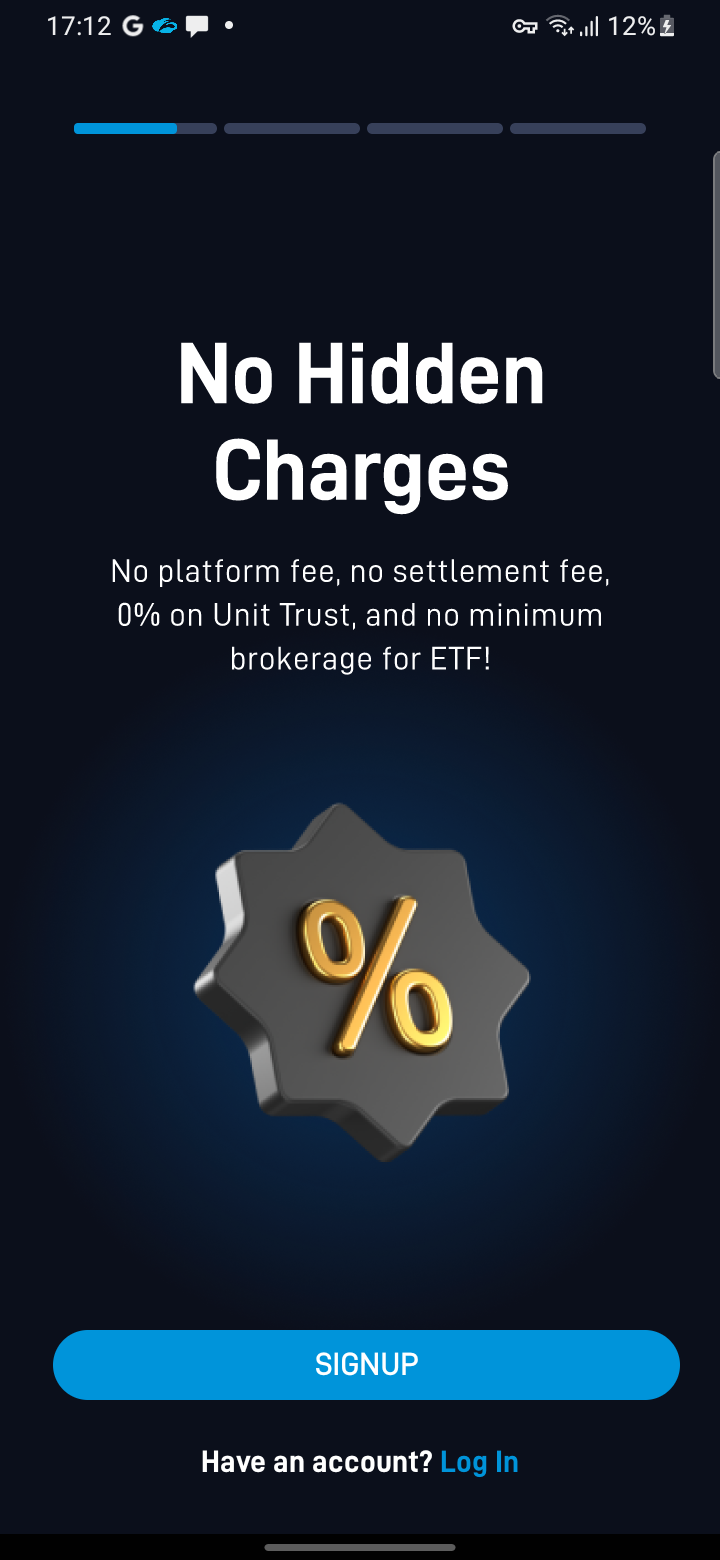 17:12 G 12%
No Hidden
Charges
No platform fee, no settlement fee,
0% on Unit Trust, and no minimum
brokerage for ETF!
%
SIGNUP
Have an account? Log In